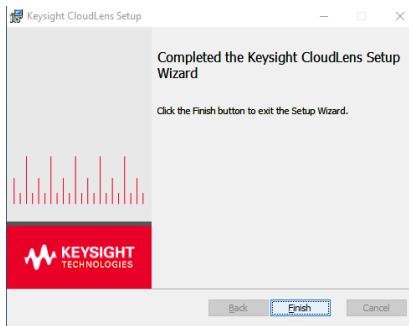 Keysight CloudLens Setup
Completed the Keysight CloudLens Setup
Wizard
Click the Finish button to exit the Setup Wizard.
KEYSIGHT
TECHNOLOGIES
Back Finish Cancel